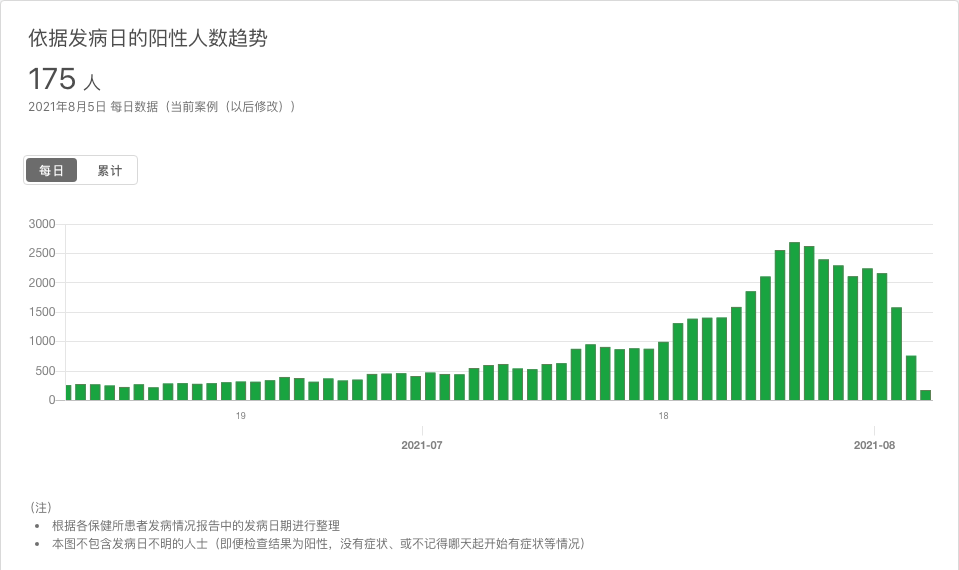 依据发病日的阳性人数趋势
175 人
2021年8月5日 每日数据（当前案例（以后修改））
每日 累计
3000
2500
2000
1500
1000
500
0
19 18
2021-07 2021-08
（注）
• 根据各保健所患者发病情况报告中的发病日期进行整理
• 本图不包含发病日不明的人士（即便检查结果为阳性，没有症状、或不记得哪天起开始有症状等情况）